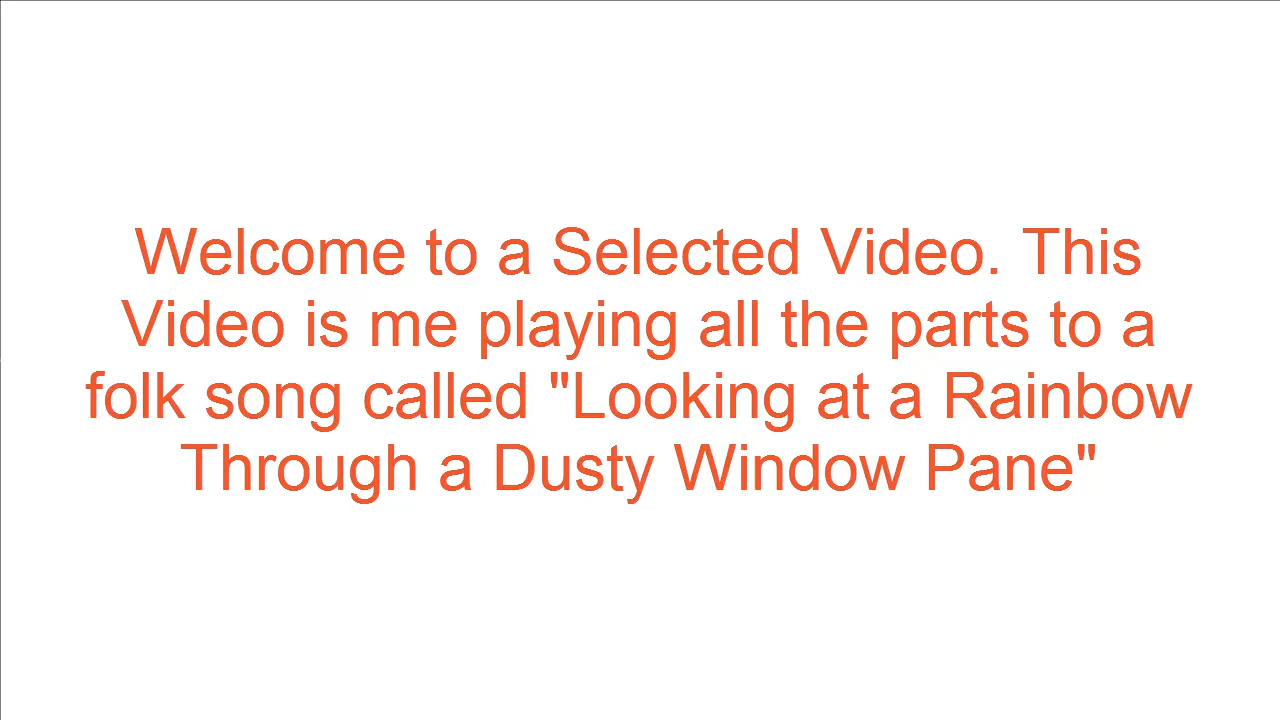 Welcome to a Selected Video. This
Video is me playing all the parts to a
folk song called "Looking at a Rainbow
Through a Dusty Window Pane"